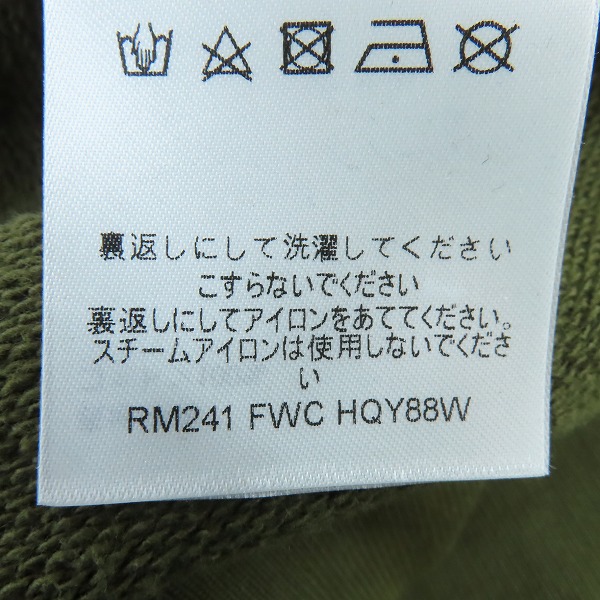 裏返しにして洗濯してください
こすらないでください
裏返しにしてアイロンをあててください。
スチームアイロンは使用しないでくださ
い
RM241 FWC HQY88W